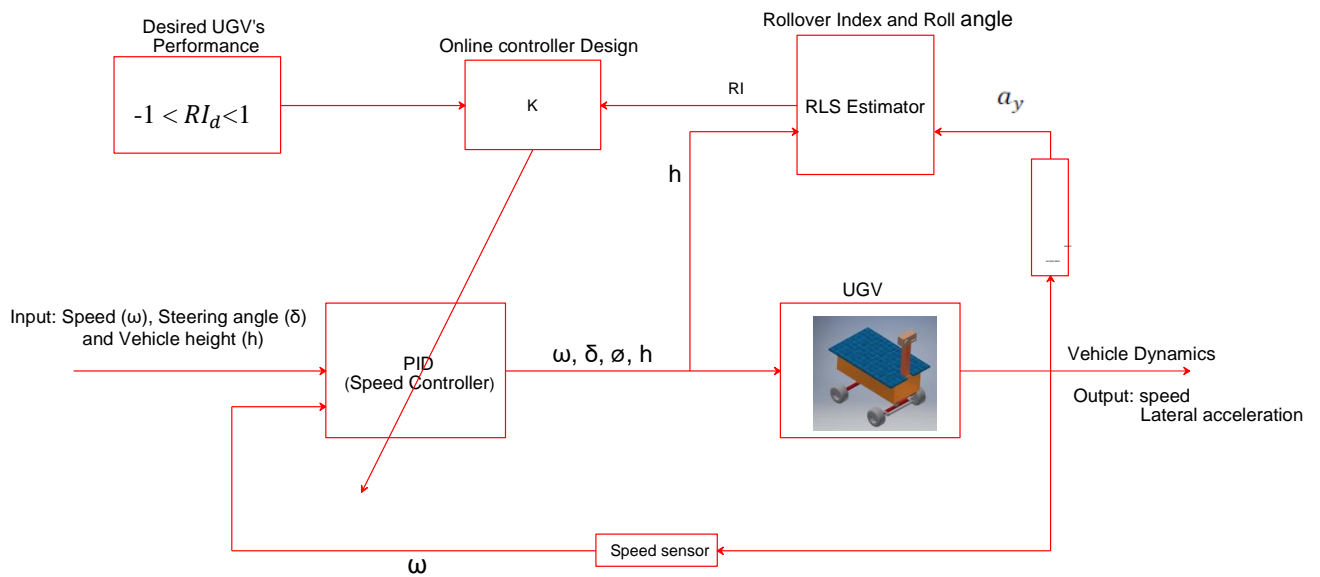 Desired UGV's
Performance
-1 < RI_d<1
Online controller Design
K
RI
Rollover Index and Roll angle
RLS Estimator
a_y
h
Input: Speed (ω), Steering angle (δ)
and Vehicle height (h)
PID
(Speed Controller)
ω, δ, ø, h
UGV
Vehicle Dynamics
Output: speed
Lateral acceleration
Speed sensor
ω